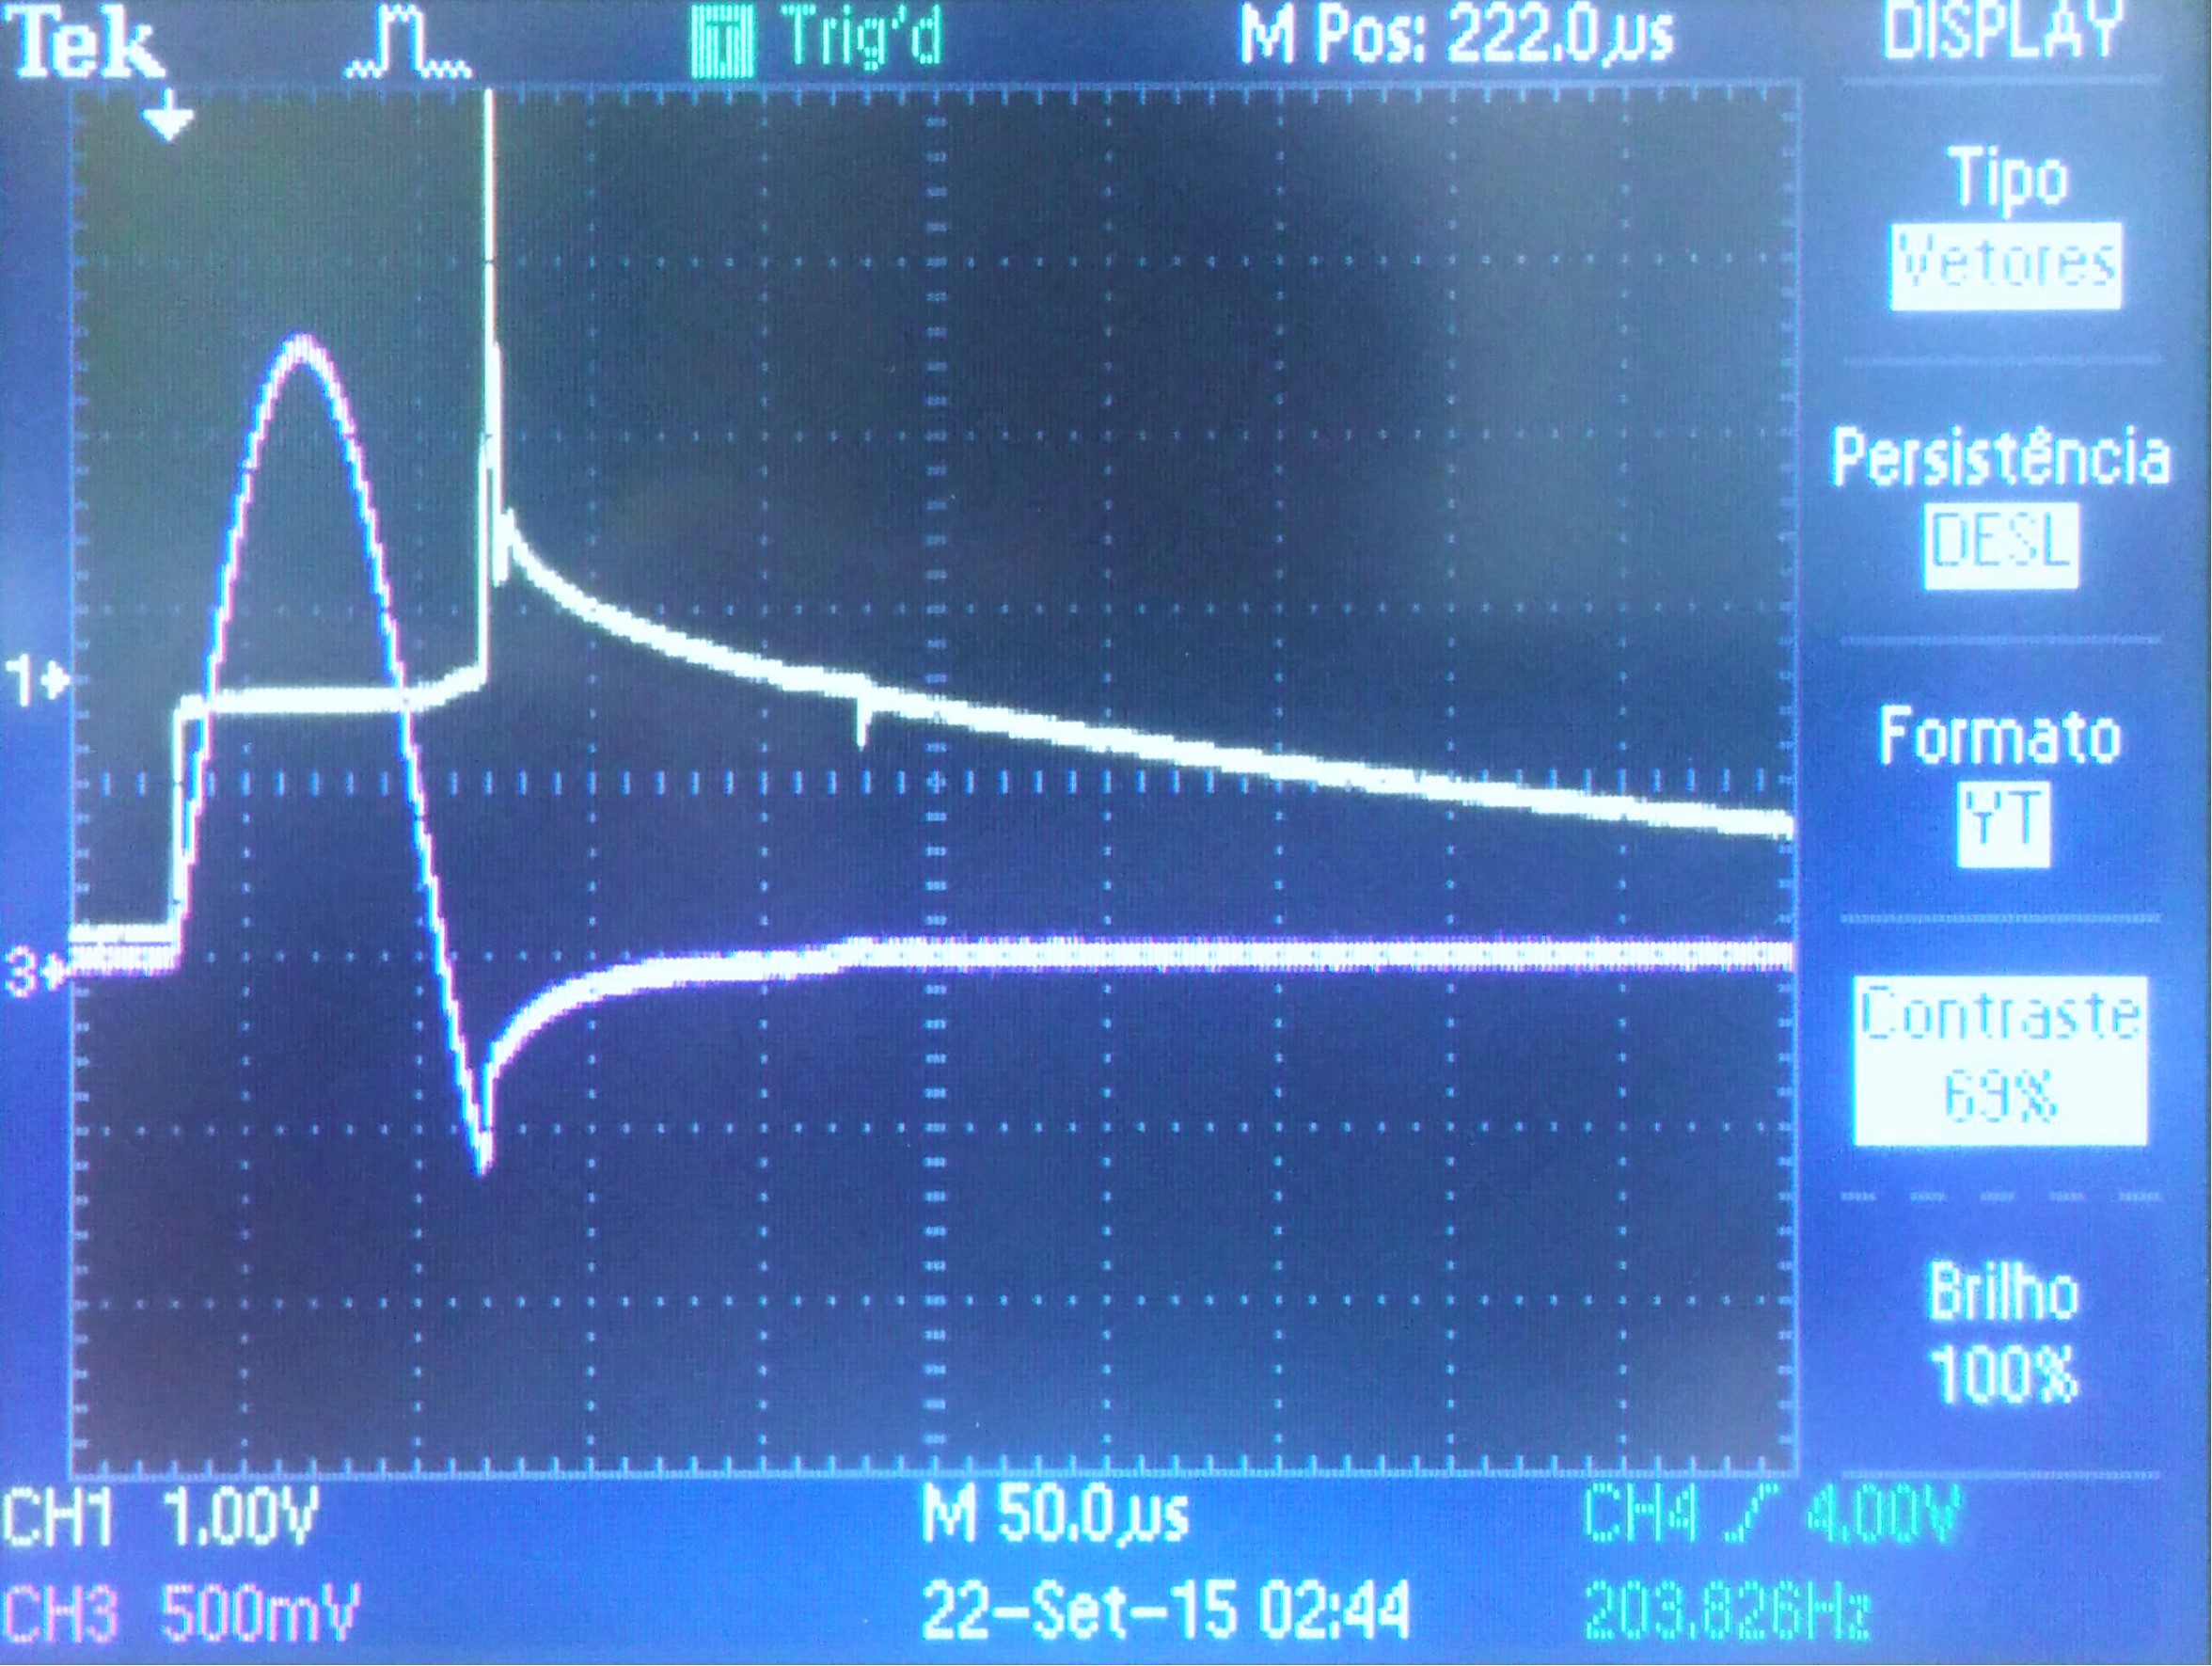 Tek Trig'd M Pos: 222.0µs DISPLAY
Tipo
Vetores
Persistência
DESL
Formato
YT
Contraste
69%
Brilho
100%
1
3
CH1 1.00V M 50.0µs CH4 4.00V
CH3 500mV 22-Set-15 02:44 203.826Hz